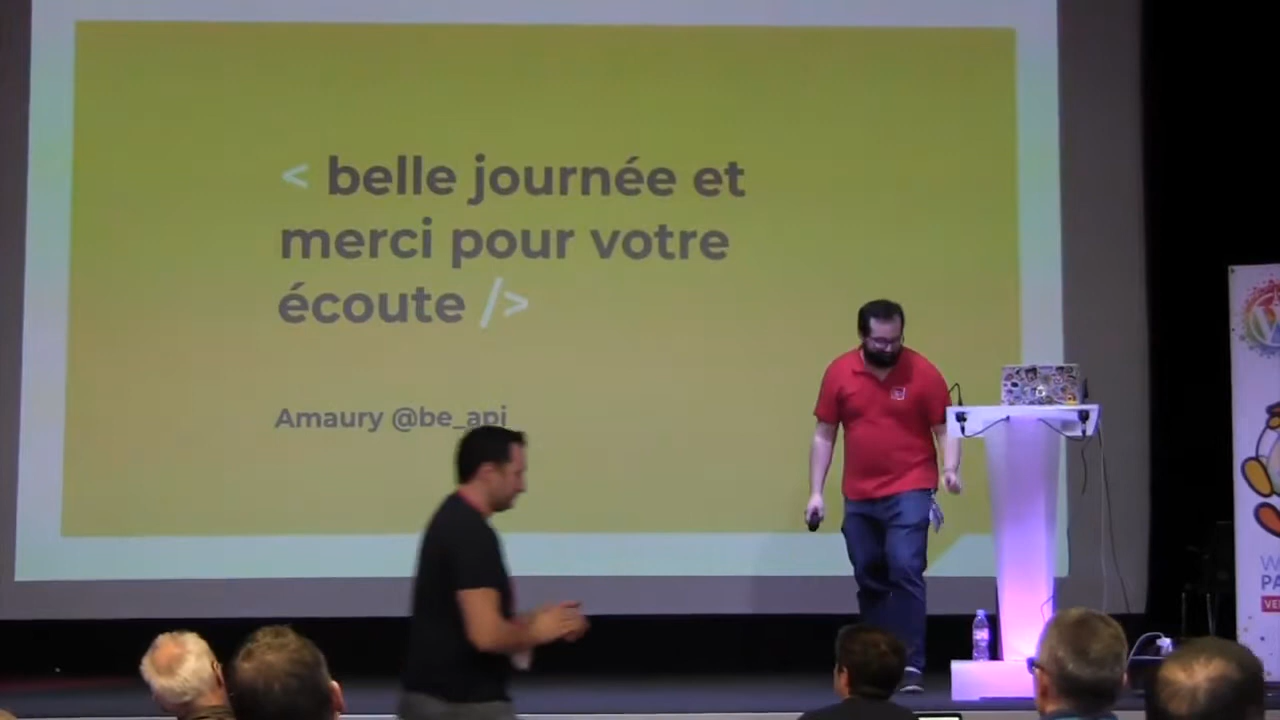 < belle journée et
merci pour votre
écoute />
Amaury @be_api